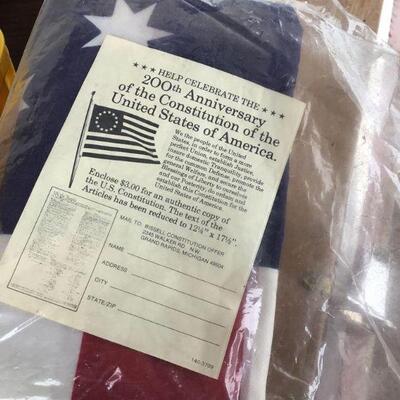 ★ ★ ★ HELP CELEBRATE THE ★ ★ ★
200th Anniversary
of the Constitution of the
United States of America.
We the people of the United
States, in order to form a more
perfect Union, establish Justice,
insure domestic Tranquility, provide
for the common Defense, promote the
general Welfare, and secure the
Blessings of Liberty to ourselves
and our Posterity, do ordain and
establish this Constitution for the
United States of America.
Enclose $3.00 for an authentic copy of
the U.S. Constitution. The text of the
Articles has been reduced to 12¼" x 17½".
MAIL TO: BISSELL CONSTITUTION OFFER
2345 WALKER RD. N.W.
GRAND RAPIDS, MICHIGAN 49504
NAME
ADDRESS
CITY
STATE/ZIP
140-3799